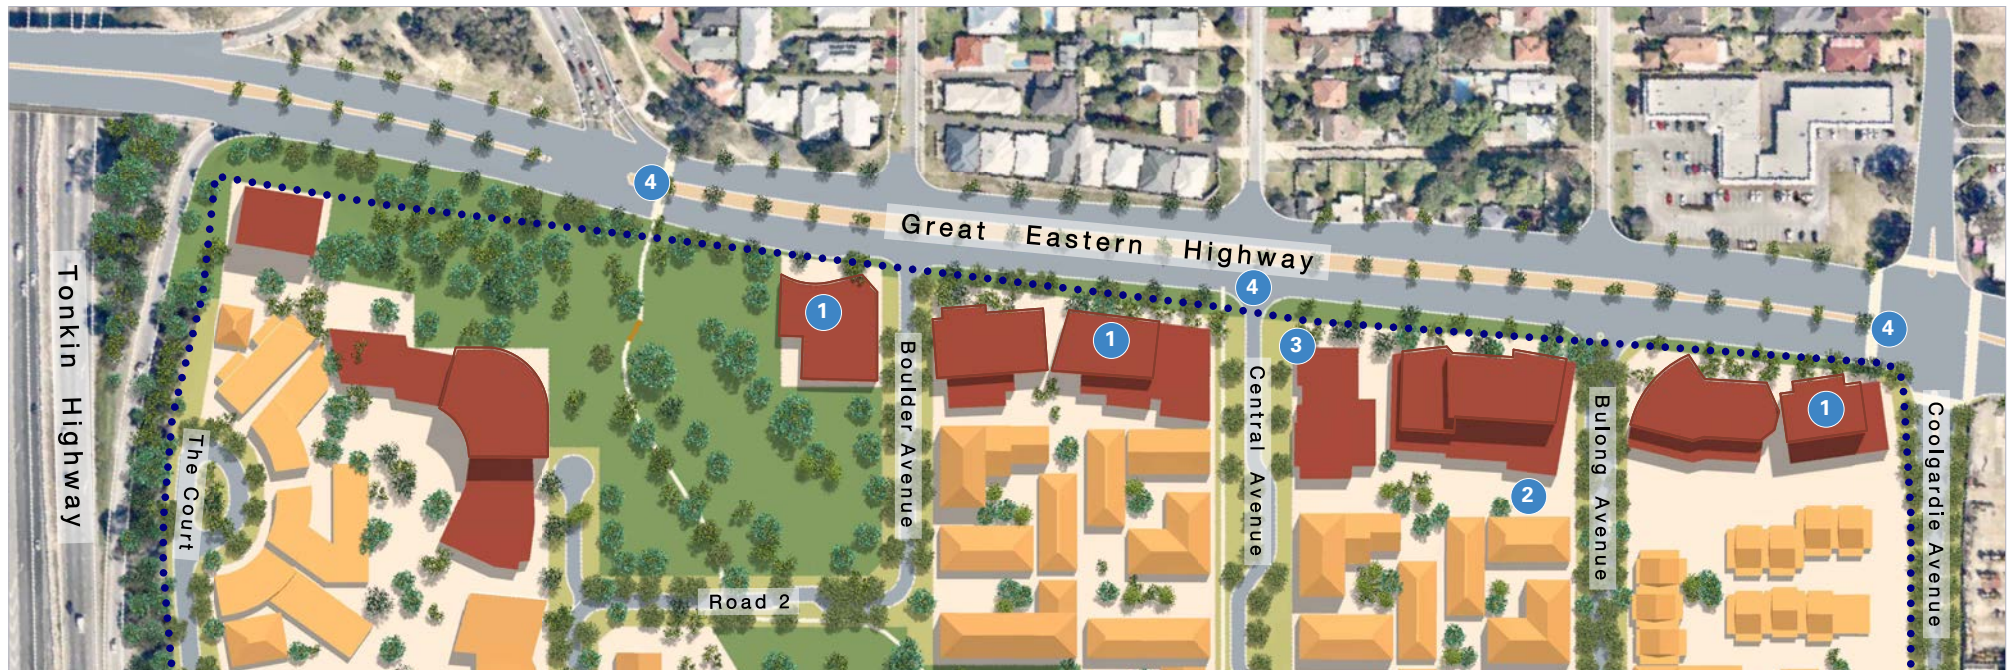 4
Great Eastern Highway
4
4
1
1
3
1
2
Tonkin Highway
The Court
Boulder Avenue
Central Avenue
Bulong Avenue
Coolgardie Avenue
Road 2